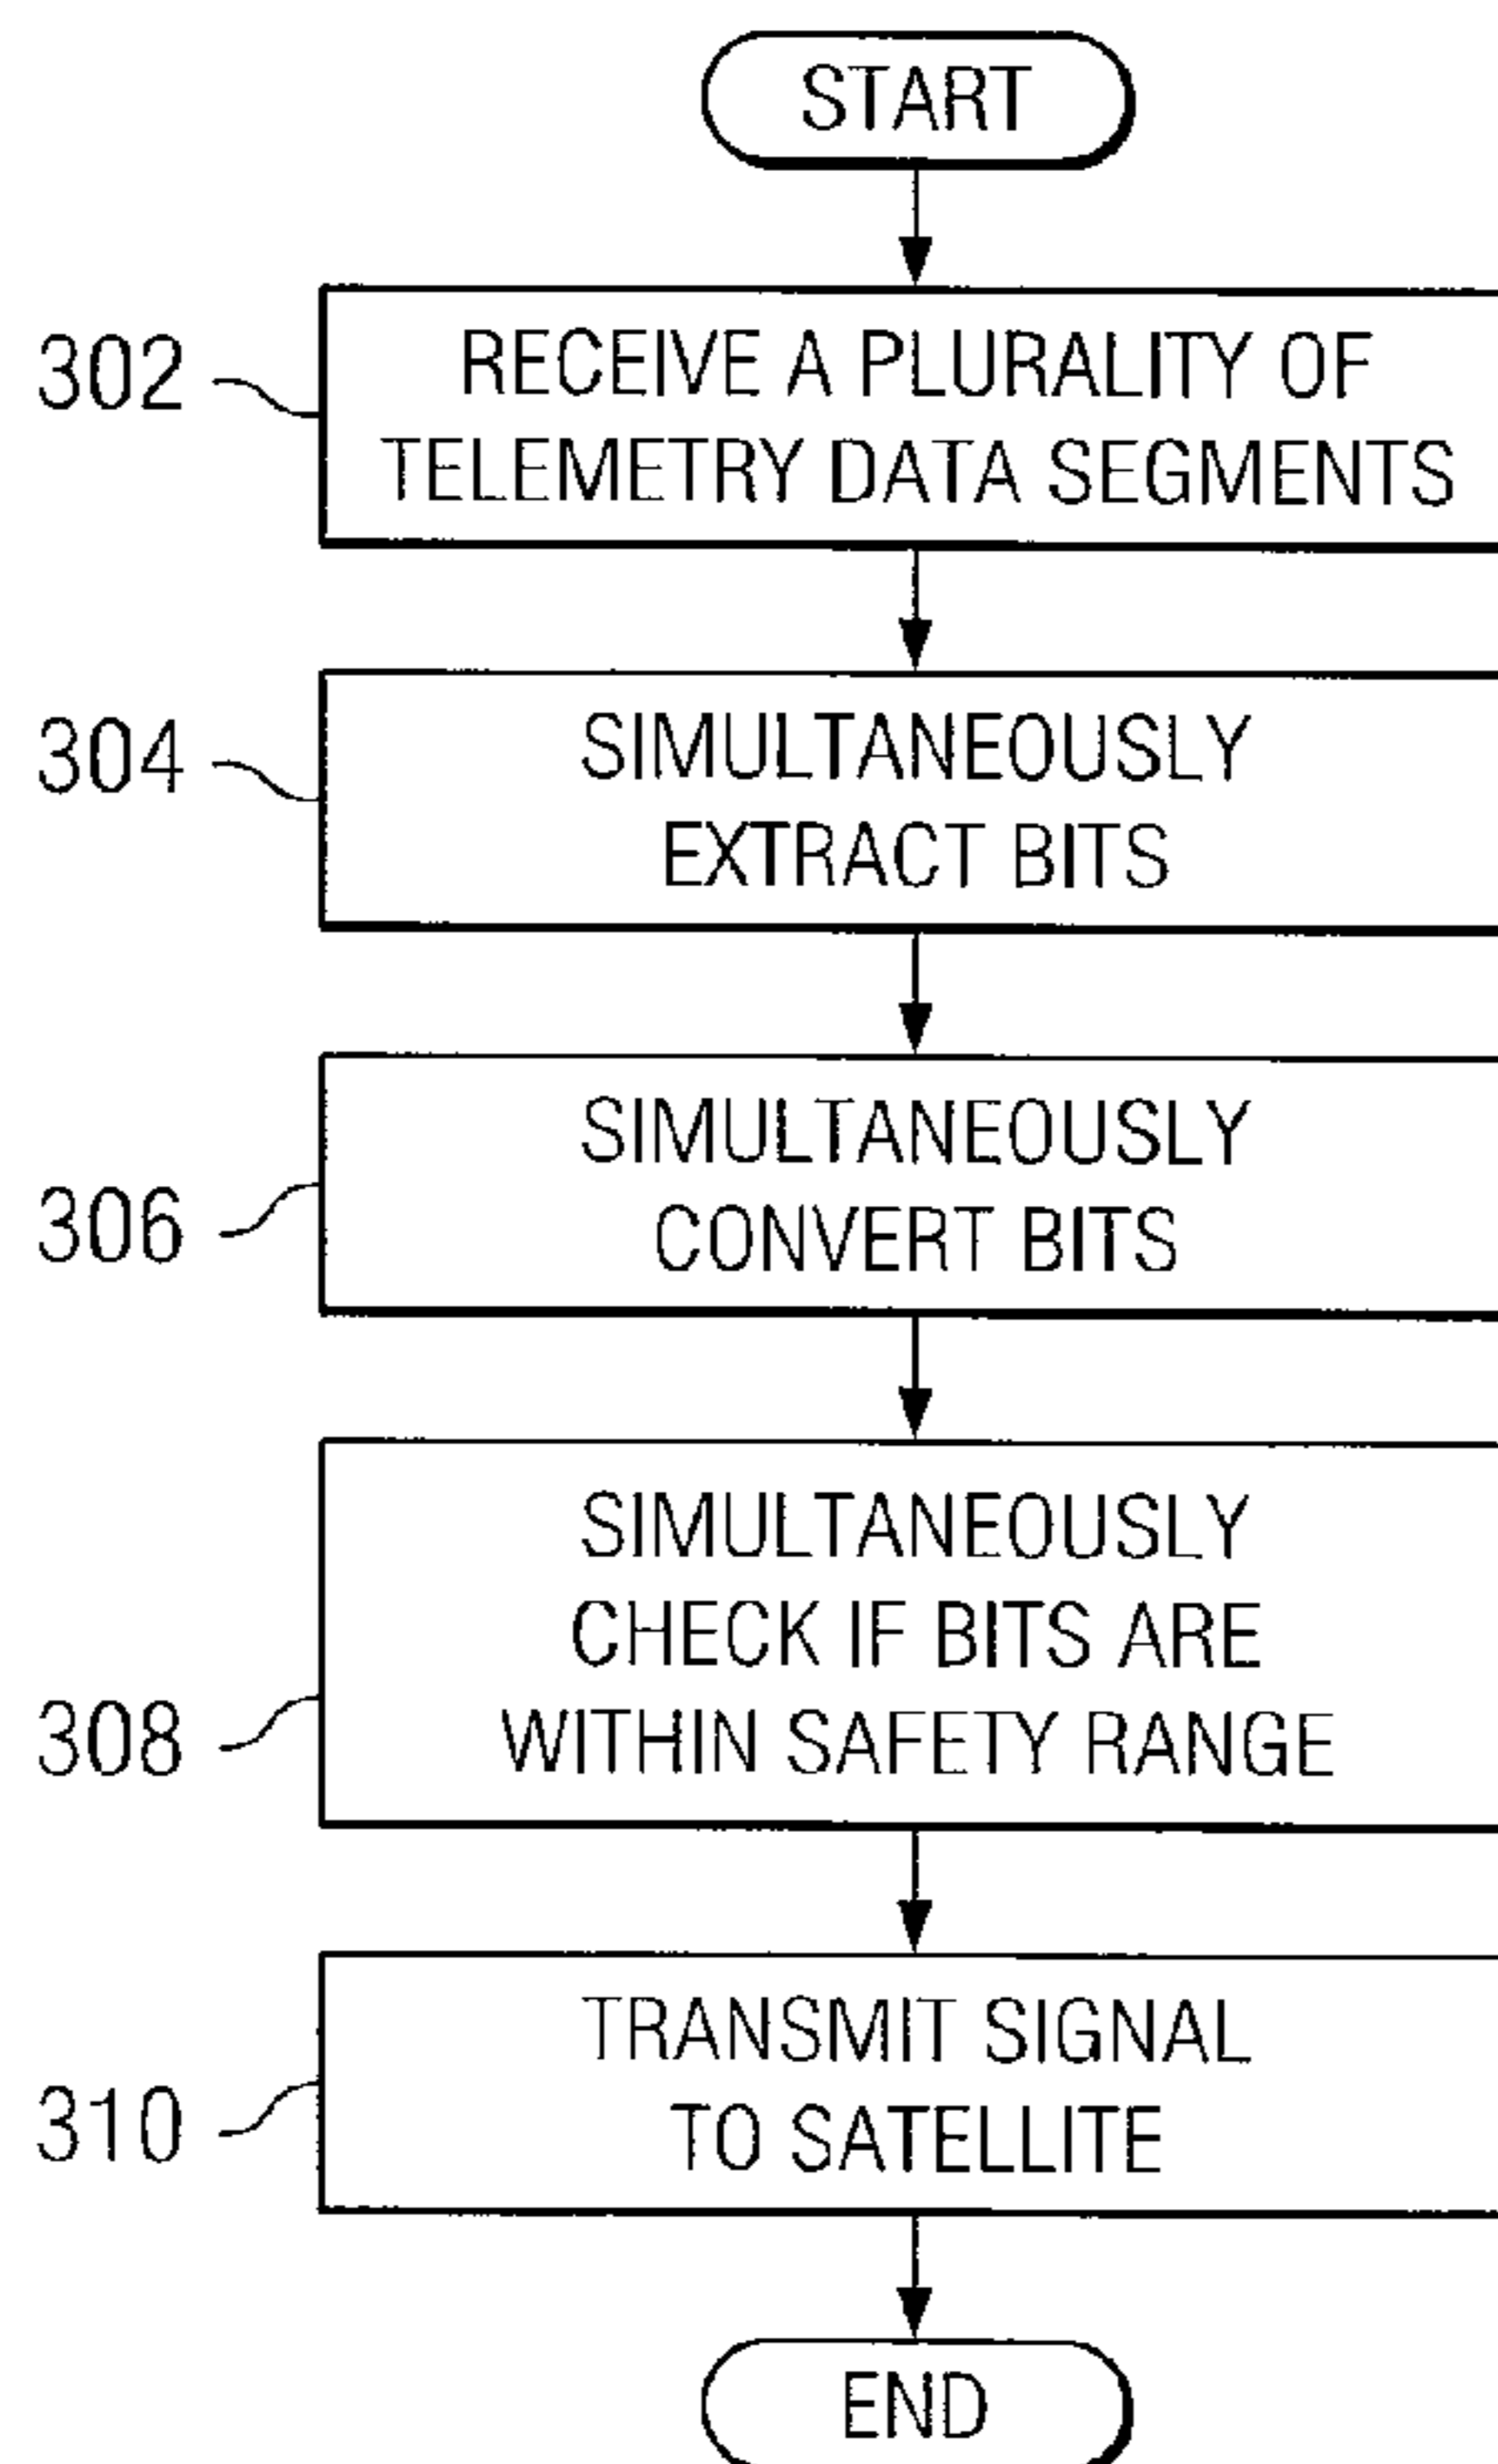 START
302
RECEIVE A PLURALITY OF
TELEMETRY DATA SEGMENTS
304
SIMULTANEOUSLY
EXTRACT BITS
306
SIMULTANEOUSLY
CONVERT BITS
308
SIMULTANEOUSLY
CHECK IF BITS ARE
WITHIN SAFETY RANGE
310
TRANSMIT SIGNAL
TO SATELLITE
END